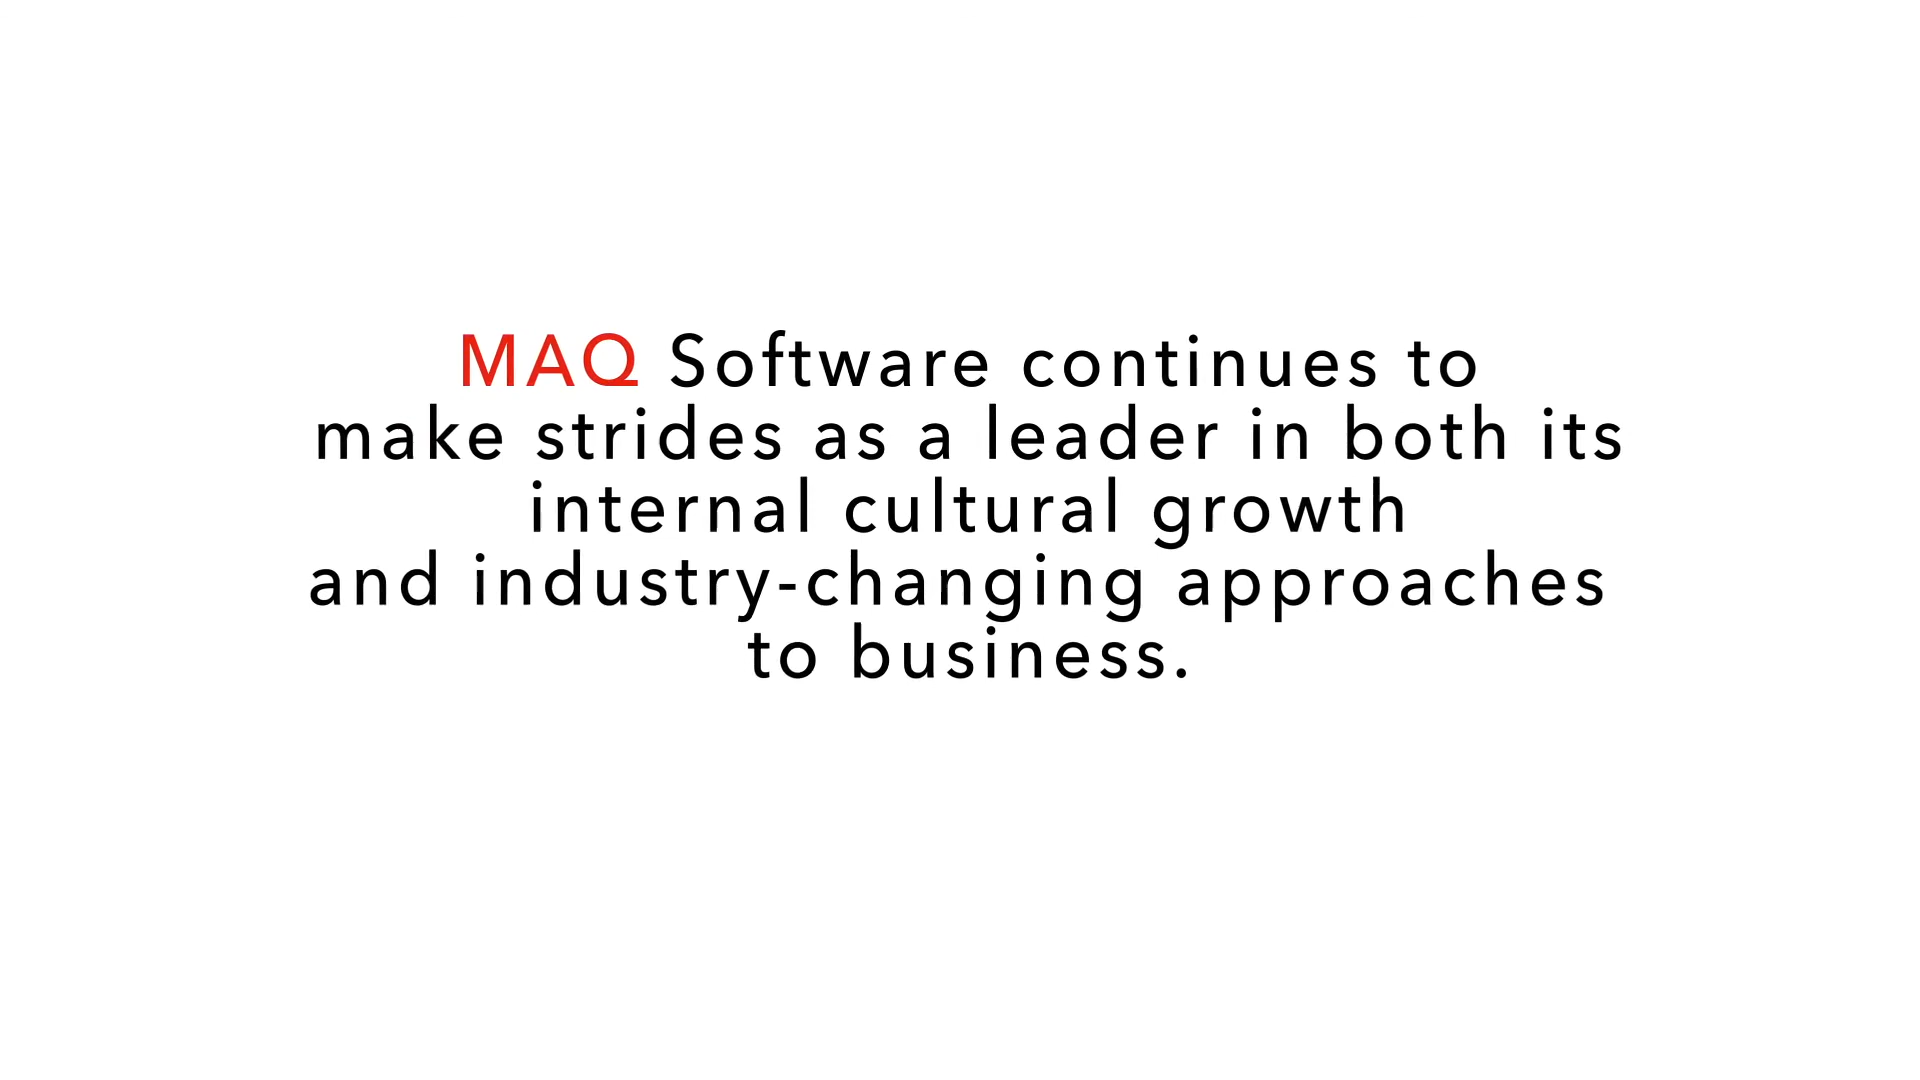 MAQ Software continues to
make strides as a leader in both its
internal cultural growth
and industry-changing approaches
to business.